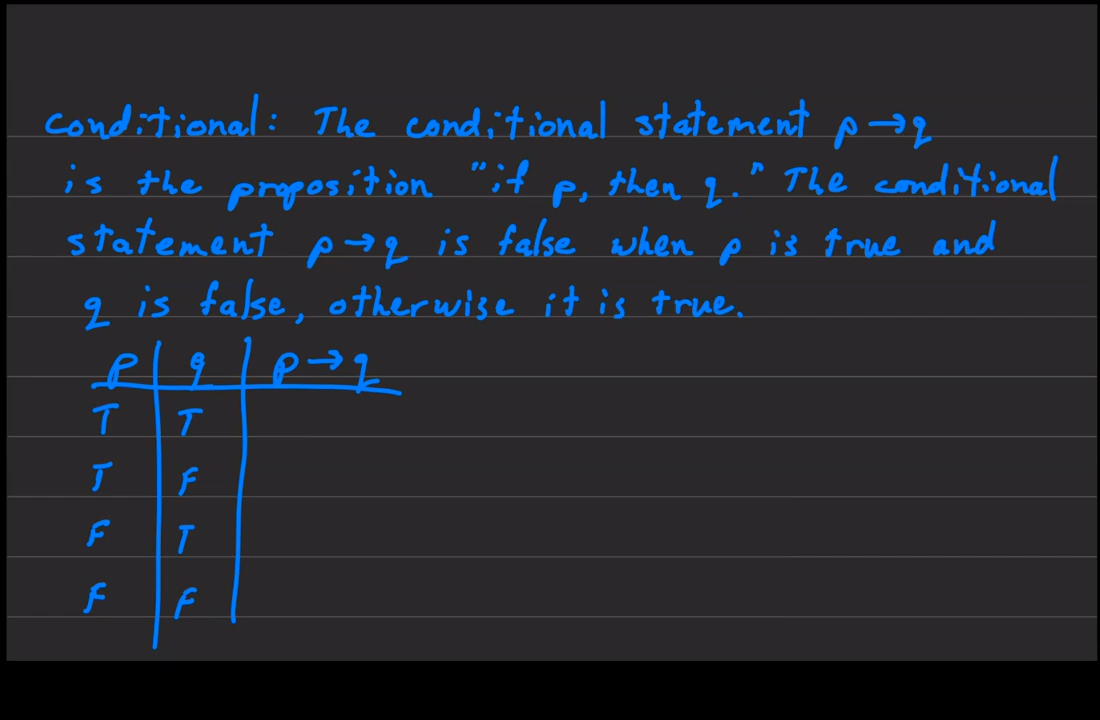 conditional: The conditional statement p→q
is the proposition "if p, then q." The conditional
statement p→q is false when p is true and
q is false, otherwise it is true.
p q p→q
T T
T F
F T
F F